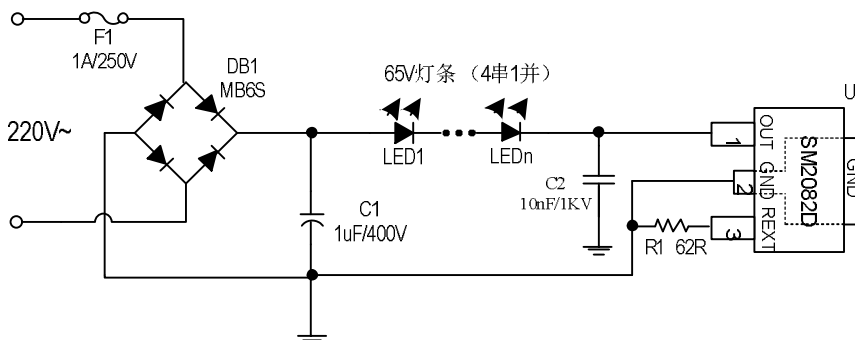 F1
1A/250V
DB1
MB6S
220V~
65V灯条（4串1并）
LED1
LEDn
C1
1uF/400V
C2
10nF/1KV
R1 62R
U
1
2
3
OUT
GND
REXT
SM2082D
GND